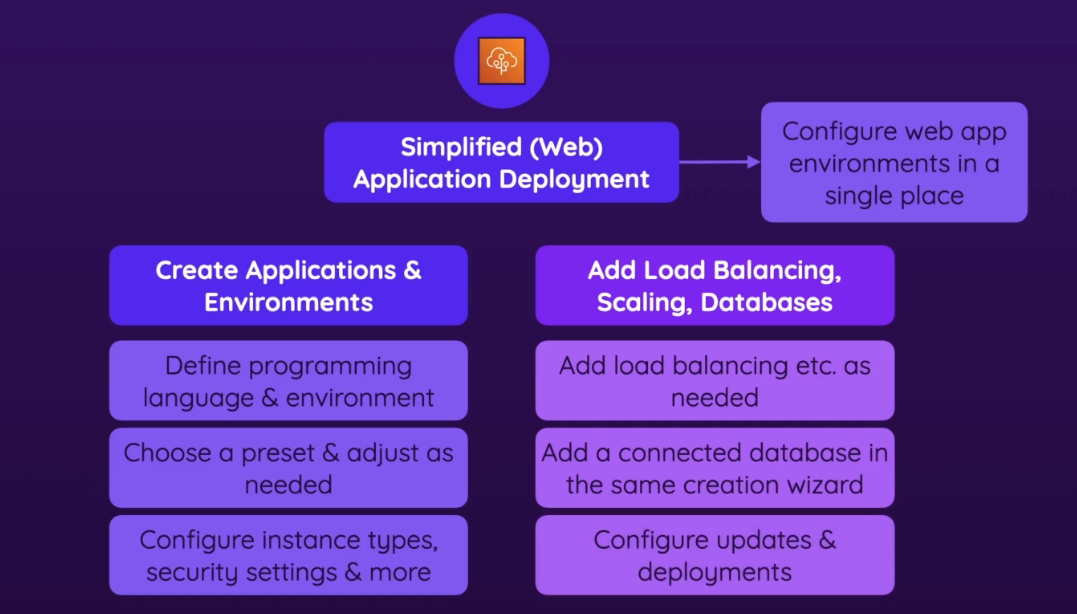 Simplified (Web)
Application Deployment
Configure web app
environments in a
single place
Create Applications &
Environments
Define programming
language & environment
Choose a preset & adjust as
needed
Configure instance types,
security settings & more
Add Load Balancing,
Scaling, Databases
Add load balancing etc. as
needed
Add a connected database in
the same creation wizard
Configure updates &
deployments